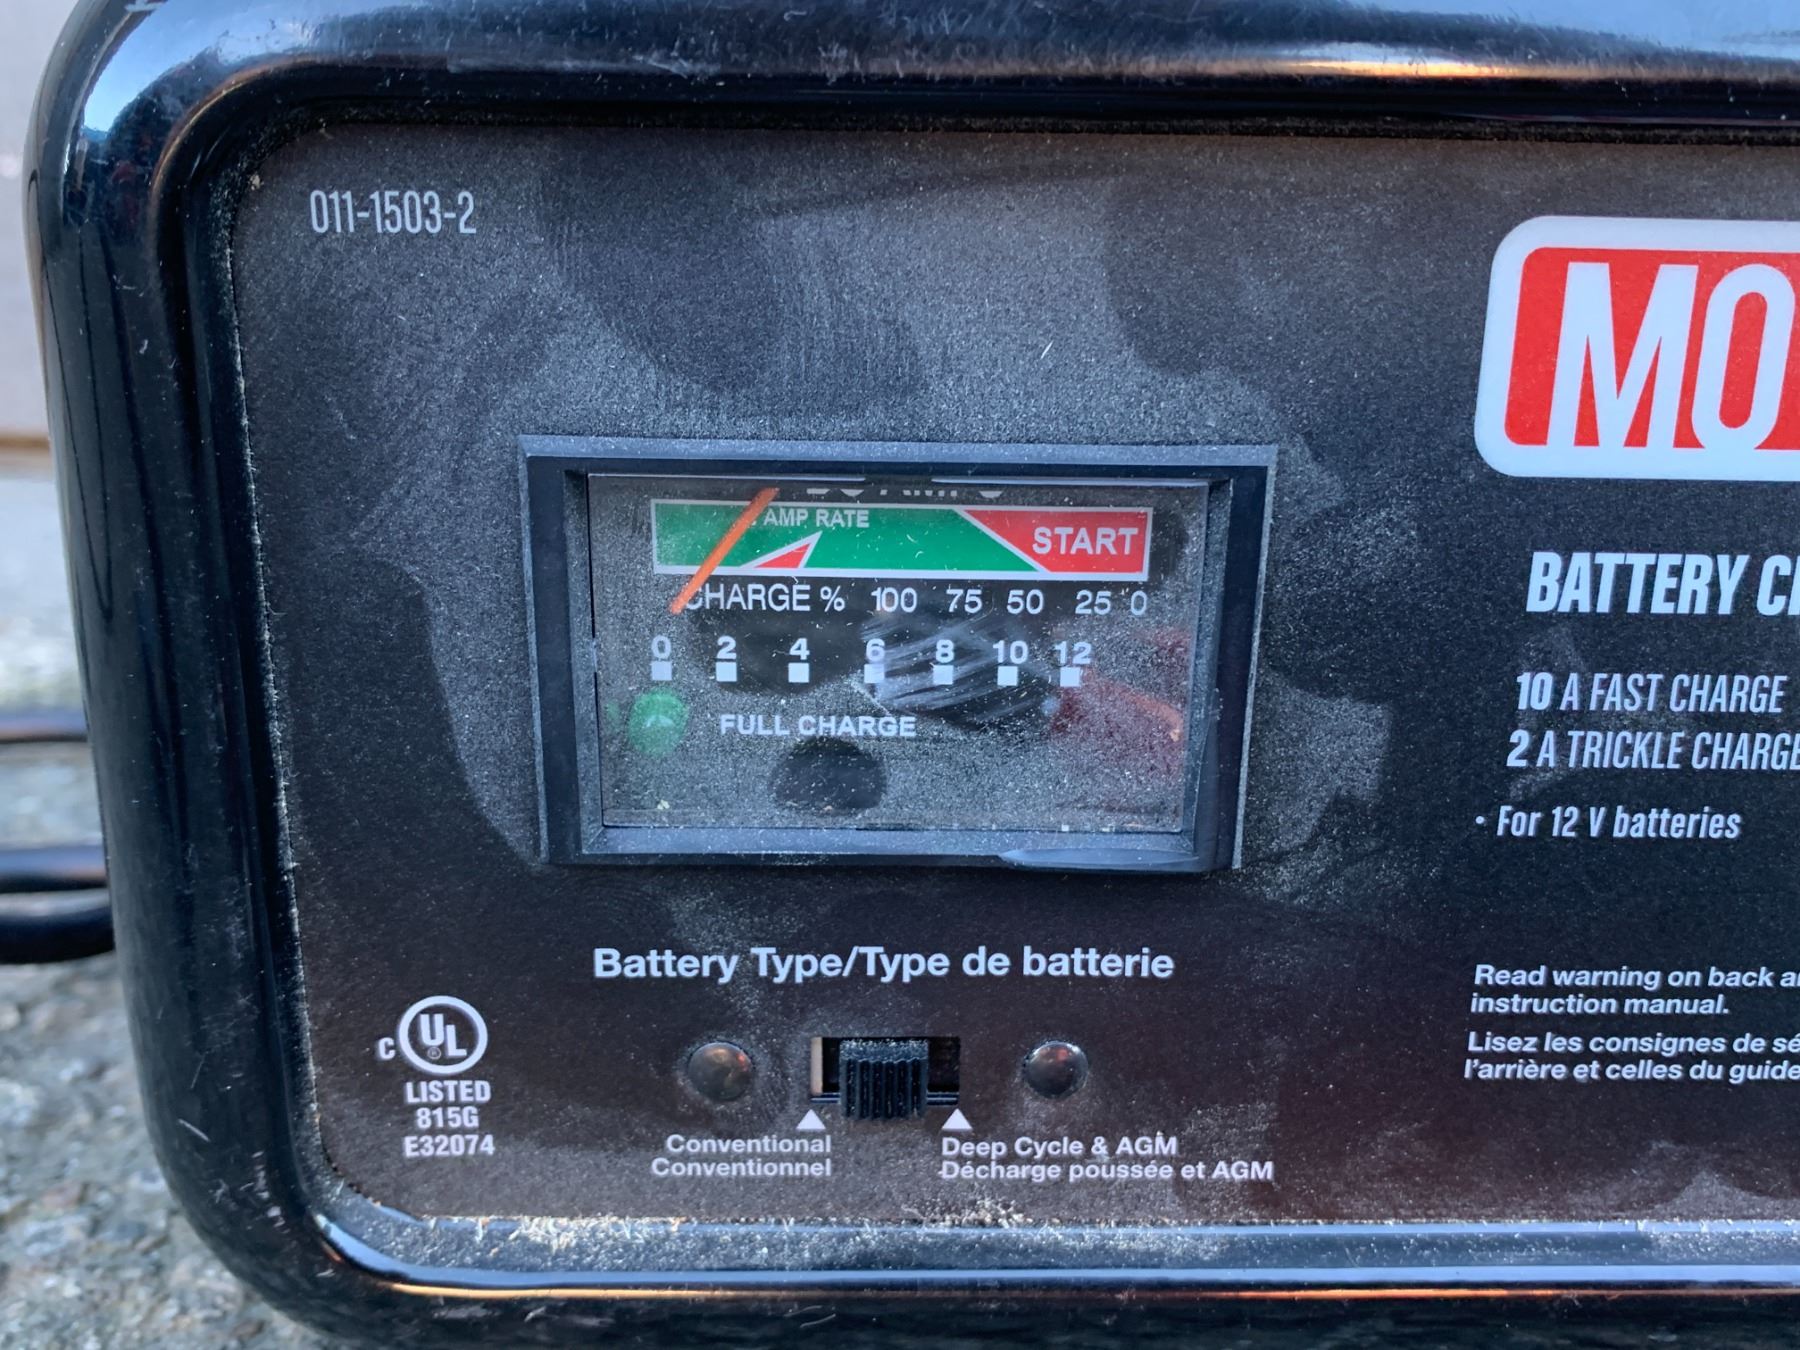 011-1503-2
MO
AMP RATE
START
CHARGE % 100 75 50 25 0
0 2 4 6 8 10 12
FULL CHARGE
BATTERY
10 A FAST CHARGE
2 A TRICKLE CHARGE
• For 12 V batteries
Battery Type/Type de batterie
Read warning on back
instruction manual.
Lisez les consignes de
l'arrière et celles du guide
C UL ®
LISTED
815G
E32074
Conventional
Conventionnel
Deep Cycle & AGM
Décharge poussée et AGM